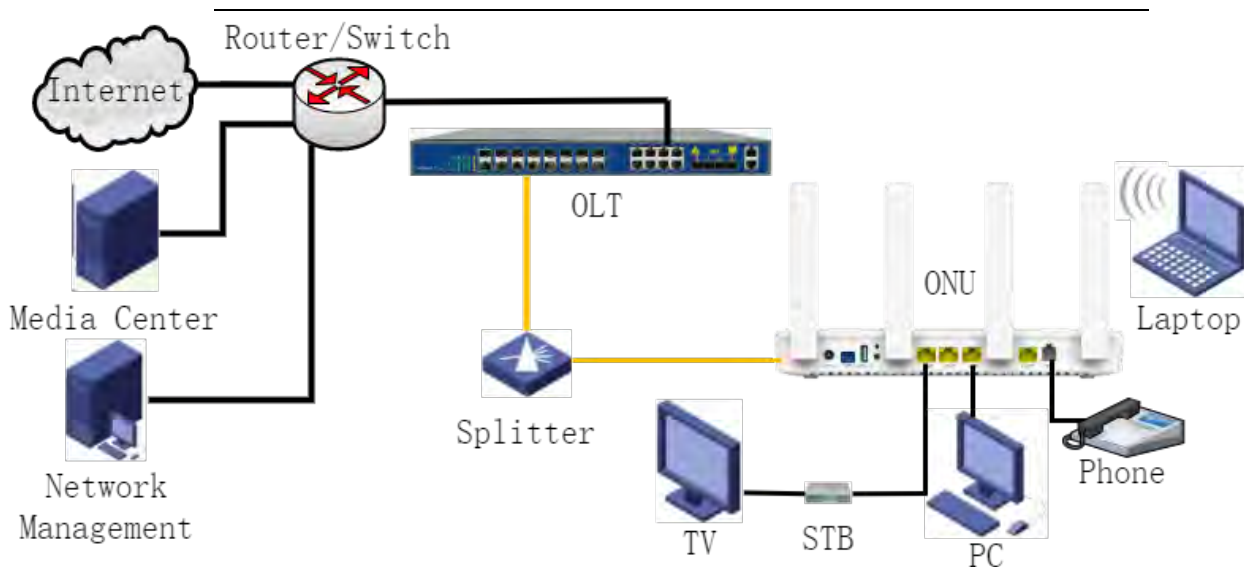 Router/Switch
Internet
OLT
ONU
Media Center
Laptop
Splitter
Phone
Network
Management
TV
STB
PC